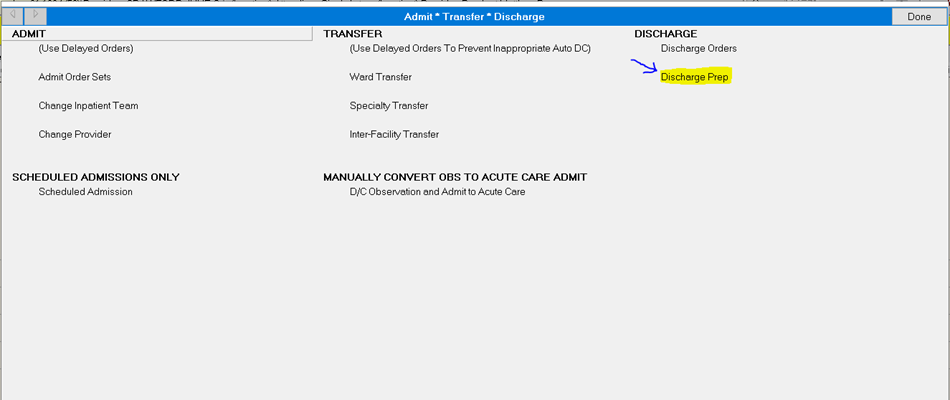 Admit * Transfer * Discharge
Done
ADMIT
(Use Delayed Orders)
Admit Order Sets
Change Inpatient Team
Change Provider
SCHEDULED ADMISSIONS ONLY
Scheduled Admission
TRANSFER
(Use Delayed Orders To Prevent Inappropriate Auto DC)
Ward Transfer
Specialty Transfer
Inter-Facility Transfer
MANUALLY CONVERT OBS TO ACUTE CARE ADMIT
D/C Observation and Admit to Acute Care
DISCHARGE
Discharge Orders
Discharge Prep